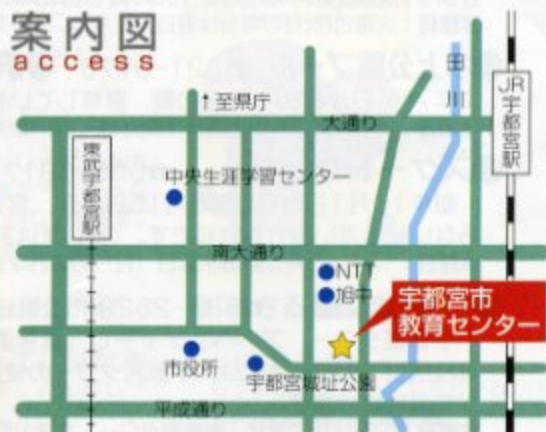 案内図
access
↑至県庁
田川
JR宇都宮駅
大通り
東武宇都宮駅
中央生涯学習センター
南大通り
NTT
旭中
宇都宮市
教育センター
市役所
宇都宮城址公園
平成通り